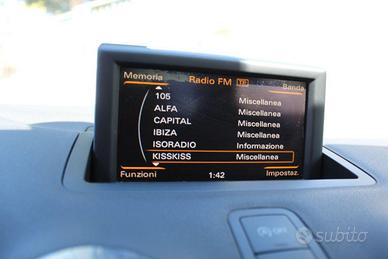 Memoria Radio FM TP Banda
105 Miscellanea
ALFA Miscellanea
CAPITAL Miscellanea
IBIZA Miscellanea
ISORADIO Informazione
KISSKISS Miscellanea
Funzioni 1:42 Impostaz.
subito